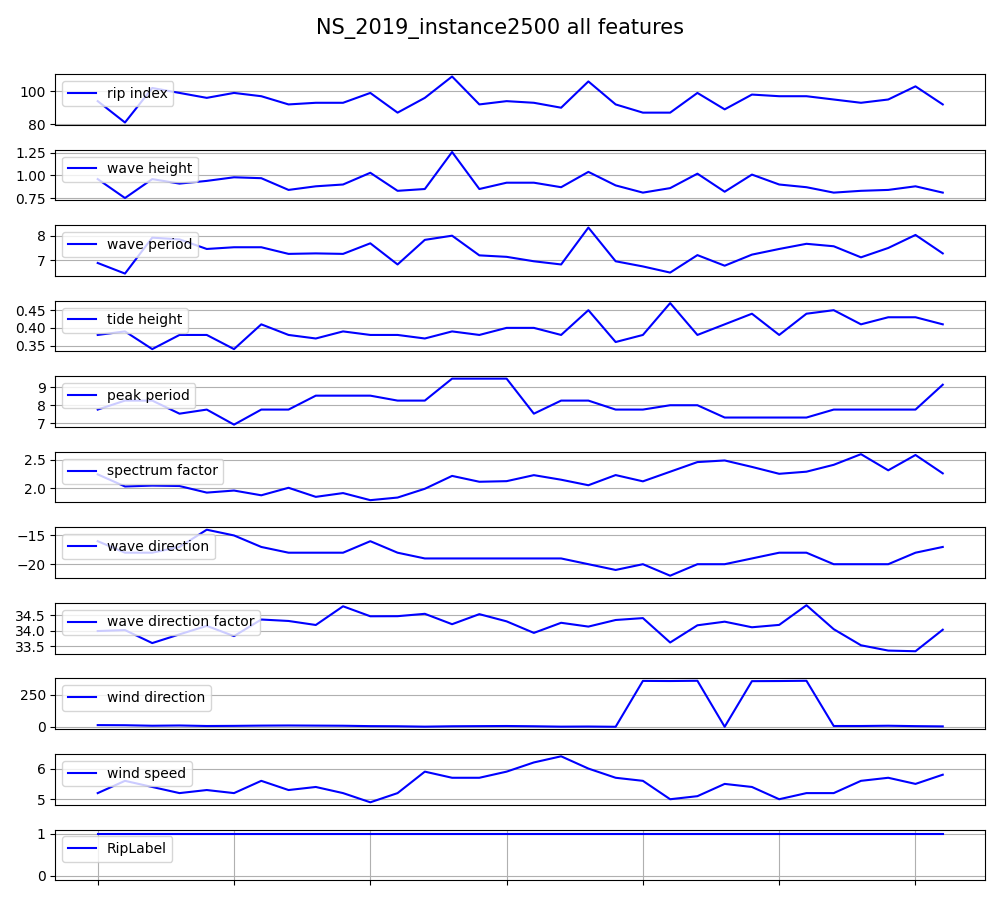 NS_2019_instance2500 all features
100
80
rip index
1.25
1.00
0.75
wave height
8
7
wave period
0.45
0.40
0.35
tide height
9
8
7
peak period
2.5
2.0
spectrum factor
−15
−20
wave direction
34.5
34.0
33.5
wave direction factor
250
0
wind direction
6
5
wind speed
1
0
RipLabel